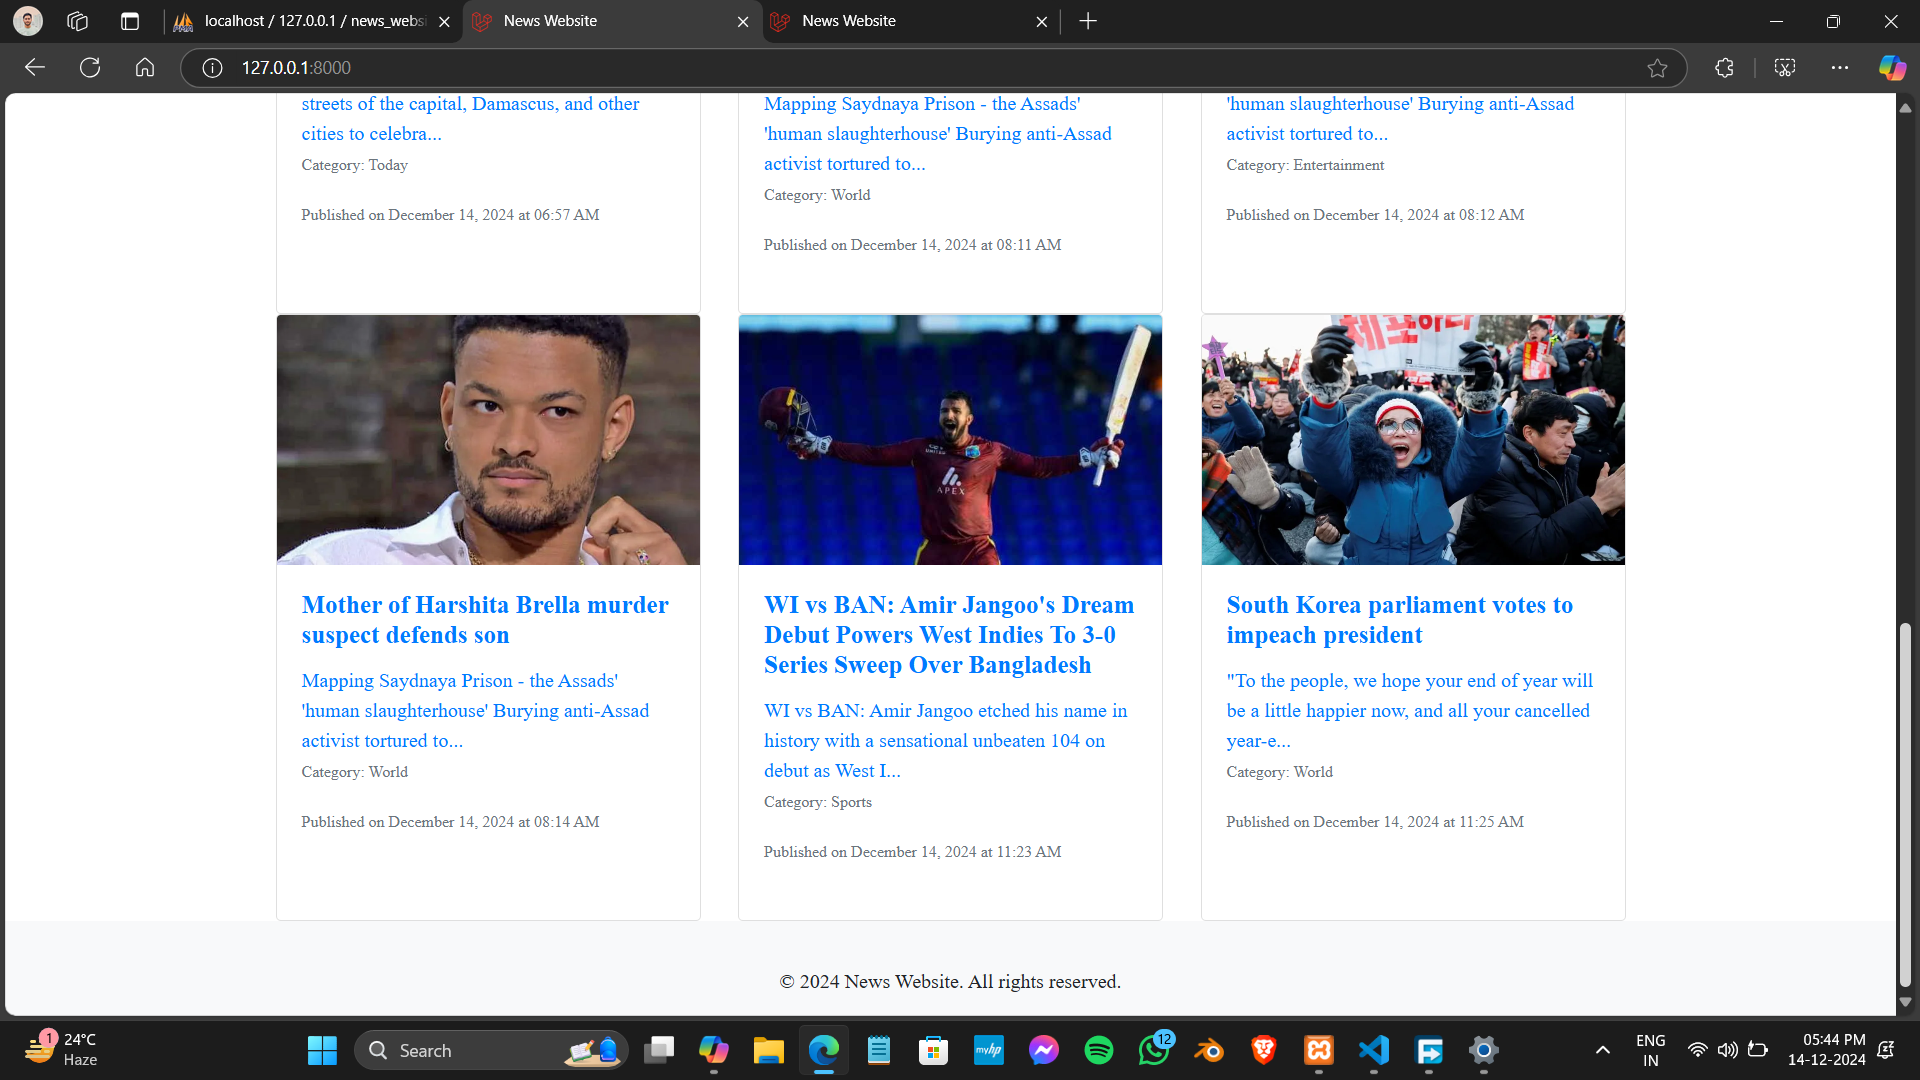 localhost / 127.0.0.1 / news_websi
News Website
News Website
127.0.0.1:8000
streets of the capital, Damascus, and other
cities to celebra...
Category: Today
Published on December 14, 2024 at 06:57 AM
Mapping Saydnaya Prison - the Assads'
'human slaughterhouse' Burying anti-Assad
activist tortured to...
Category: World
Published on December 14, 2024 at 08:11 AM
'human slaughterhouse' Burying anti-Assad
activist tortured to...
Category: Entertainment
Published on December 14, 2024 at 08:12 AM
APEX
체포하라
Mother of Harshita Brella murder
suspect defends son
Mapping Saydnaya Prison - the Assads'
'human slaughterhouse' Burying anti-Assad
activist tortured to...
Category: World
Published on December 14, 2024 at 08:14 AM
WI vs BAN: Amir Jangoo's Dream
Debut Powers West Indies To 3-0
Series Sweep Over Bangladesh
WI vs BAN: Amir Jangoo etched his name in
history with a sensational unbeaten 104 on
debut as West I...
Category: Sports
Published on December 14, 2024 at 11:23 AM
South Korea parliament votes to
impeach president
"To the people, we hope your end of year will
be a little happier now, and all your cancelled
year-e...
Category: World
Published on December 14, 2024 at 11:25 AM
© 2024 News Website. All rights reserved.
1
24°C
Haze
Search
myhp
12
ENG
IN
05:44 PM
14-12-2024